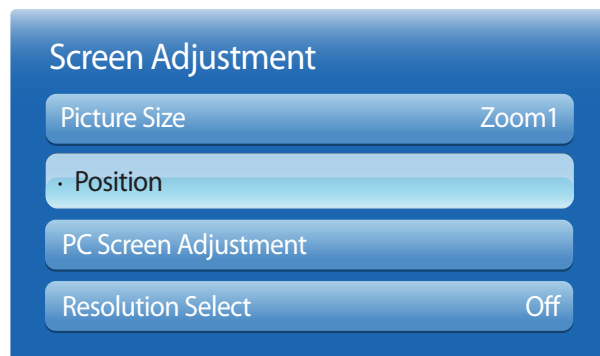 Screen Adjustment
Picture Size Zoom1
· Position
PC Screen Adjustment
Resolution Select Off